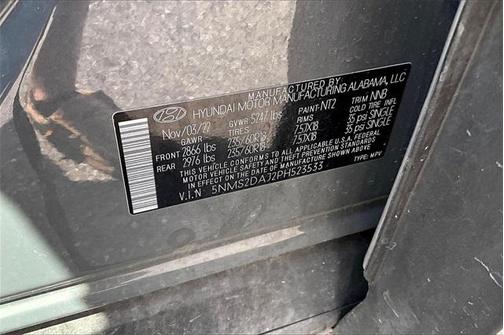 MANUFACTURED BY:
HYUNDAI MOTOR MANUFACTURING ALABAMA, LLC
Nov/03/22 GVWR 5247 lbs PAINT: NT2 TRIM: NNB
GAWR TIRES RIMS COLD TIRE INFL
FRONT 2866 lbs 235/60R18 7.5JX18 35 psi SINGLE
REAR 2976 lbs 235/60R18 7.5JX18 35 psi SINGLE
THIS VEHICLE CONFORMS TO ALL APPLICABLE U.S.A. FEDERAL
MOTOR VEHICLE SAFETY AND THEFT PREVENTION STANDARDS
IN EFFECT ON THE DATE OF MANUFACTURE SHOWN ABOVE.
V.I.N 5NMS2DAJ2PH523533 TYPE: MPV